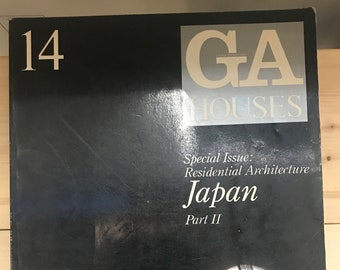 14
GA
HOUSES
Special Issue:
Residential Architecture
Japan
Part II